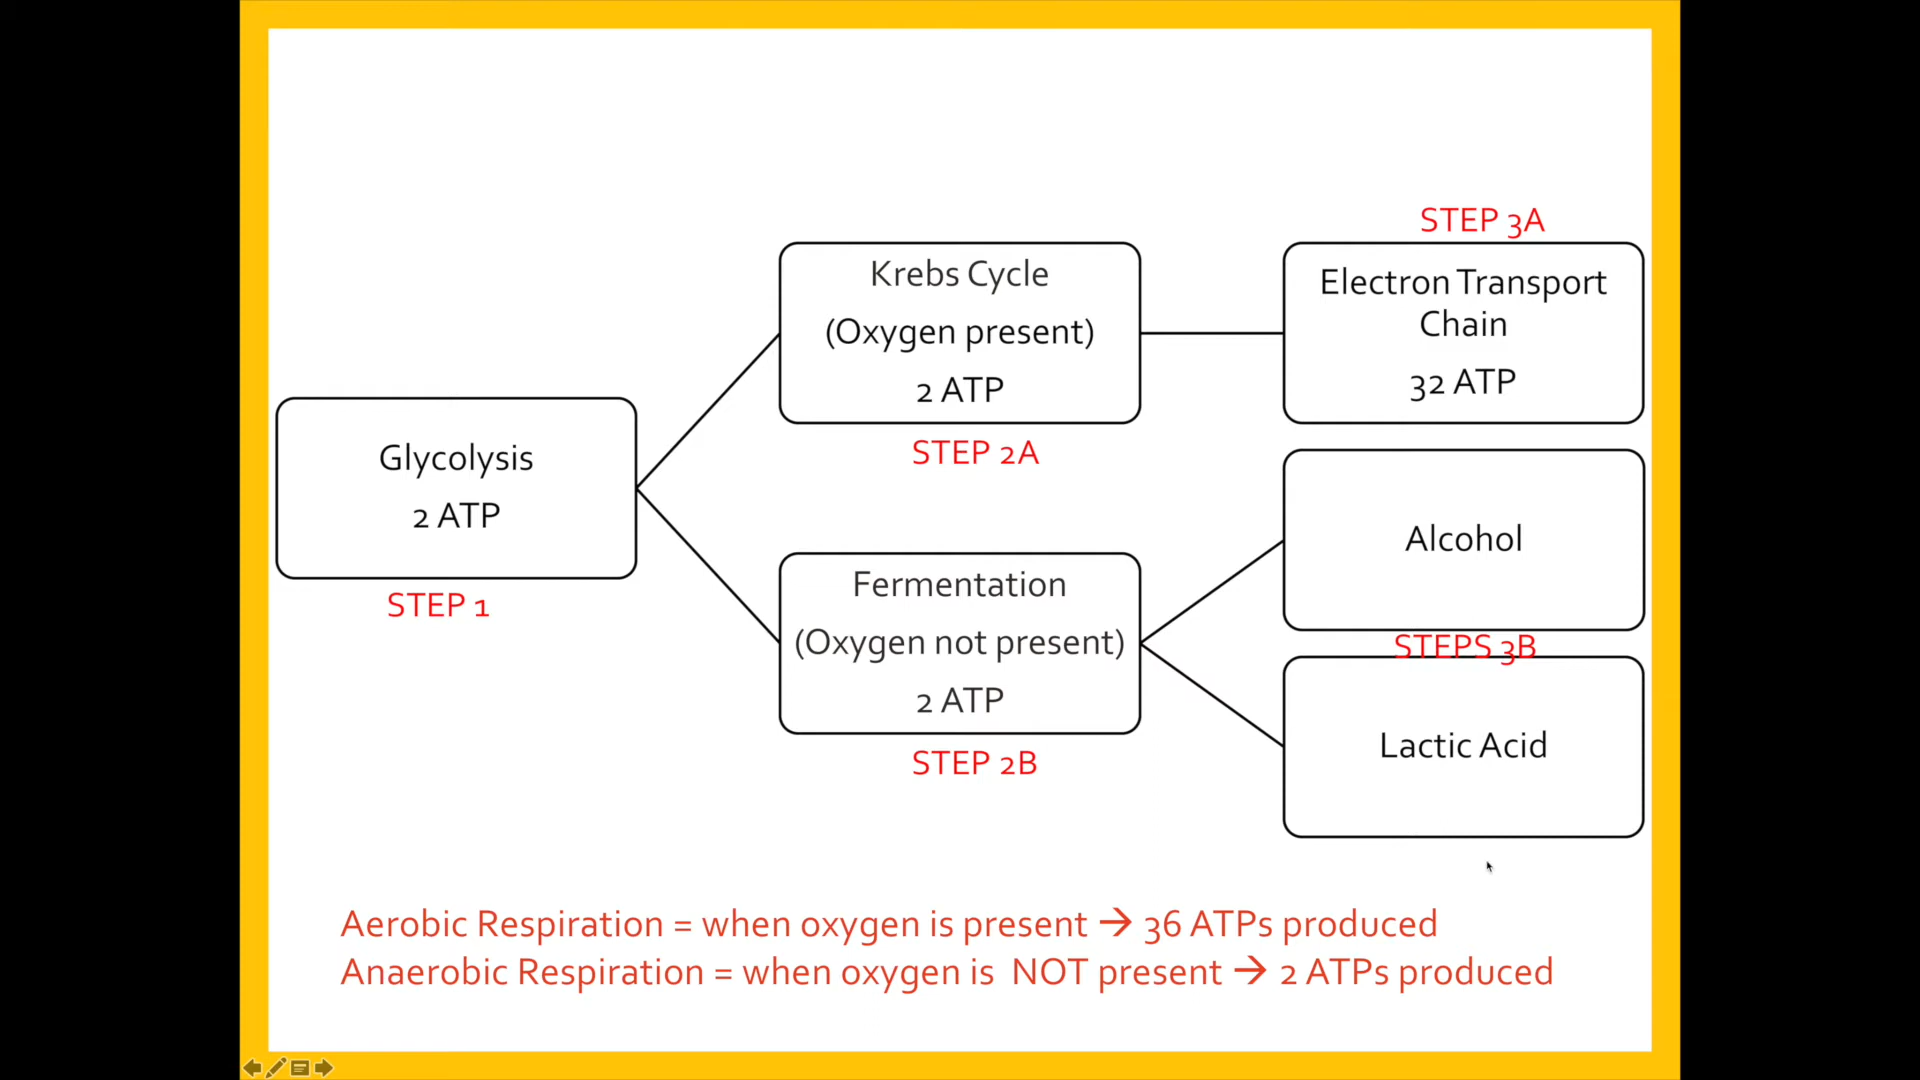 Glycolysis
2 ATP
STEP 1
Krebs Cycle
(Oxygen present)
2 ATP
STEP 2A
Fermentation
(Oxygen not present)
2 ATP
STEP 2B
STEP 3A
Electron Transport
Chain
32 ATP
Alcohol
STEPS 3B
Lactic Acid
Aerobic Respiration = when oxygen is present → 36 ATPs produced
Anaerobic Respiration = when oxygen is  NOT present → 2 ATPs produced